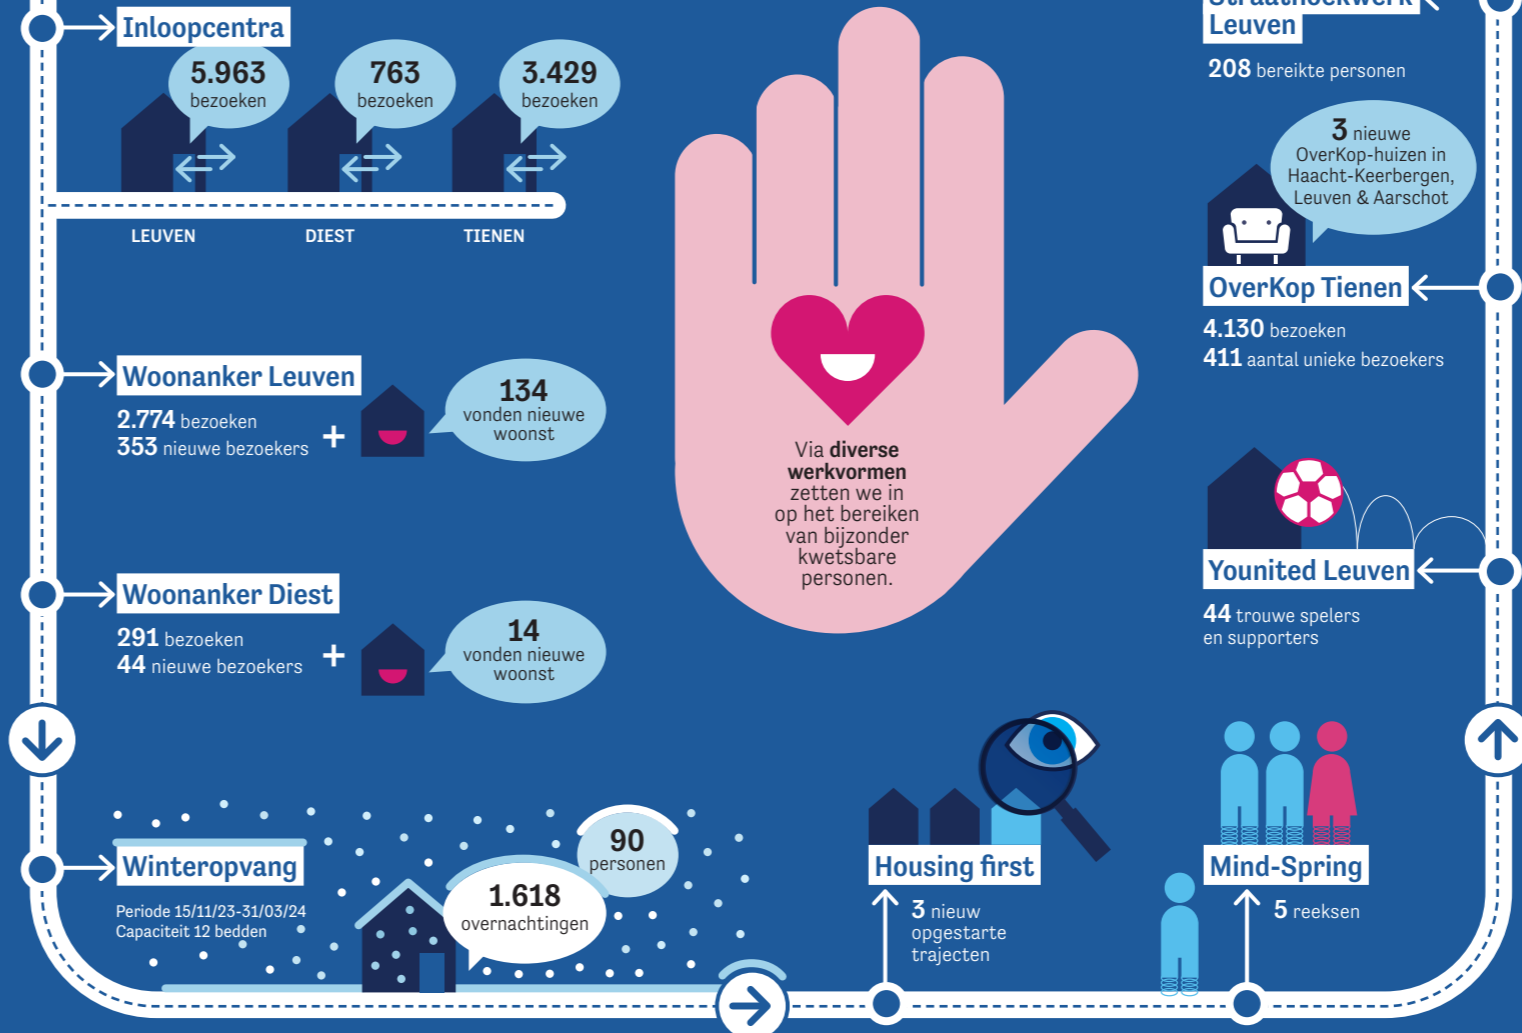 Inloopcentra
5.963
bezoeken
763
bezoeken
3.429
bezoeken
LEUVEN
DIEST
TIENEN
Woonanker Leuven
2.774 bezoeken
353 nieuwe bezoekers
+
134
vonden nieuwe
woonst
Woonanker Diest
291 bezoeken
44 nieuwe bezoekers
+
14
vonden nieuwe
woonst
Winteropvang
Periode 15/11/23-31/03/24
Capaciteit 12 bedden
1.618
overnachtingen
90
personen
Via diverse
werkvormen
zetten we in
op het bereiken
van bijzonder
kwetsbare
personen.
Housing first
3 nieuw
opgestarte
trajecten
Mind-Spring
5 reeksen
Younited Leuven
44 trouwe spelers
en supporters
3 nieuwe
OverKop-huizen in
Haacht-Keerbergen,
Leuven & Aarschot
OverKop Tienen
4.130 bezoeken
411 aantal unieke bezoekers
Straathoekwerk
Leuven
208 bereikte personen